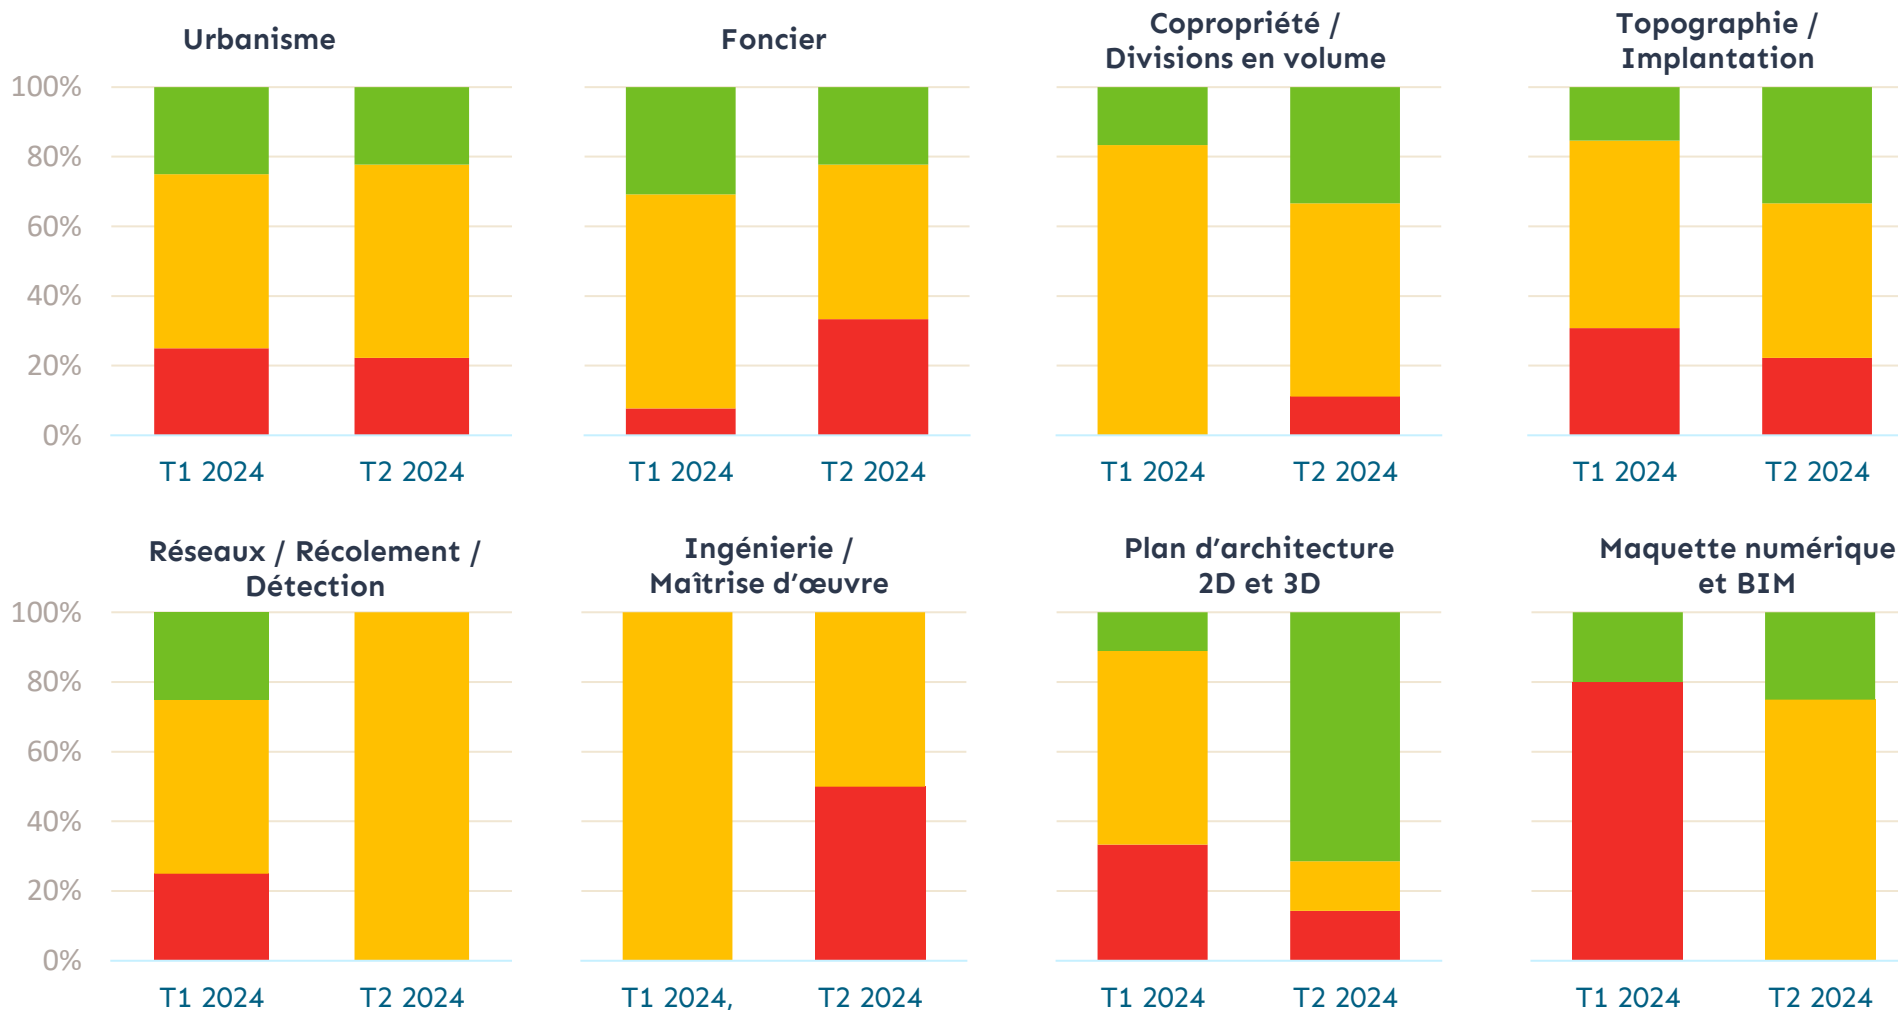 Urbanisme
Foncier
Copropriété /
Divisions en volume
Topographie /
Implantation
100%
80%
60%
40%
20%
0%
T1 2024
T2 2024
T1 2024
T2 2024
T1 2024
T2 2024
T1 2024
T2 2024
Réseaux / Récolement /
Détection
Ingénierie /
Maîtrise d’œuvre
Plan d’architecture
2D et 3D
Maquette numérique
et BIM
100%
80%
60%
40%
20%
0%
T1 2024
T2 2024
T1 2024,
T2 2024
T1 2024
T2 2024
T1 2024
T2 2024